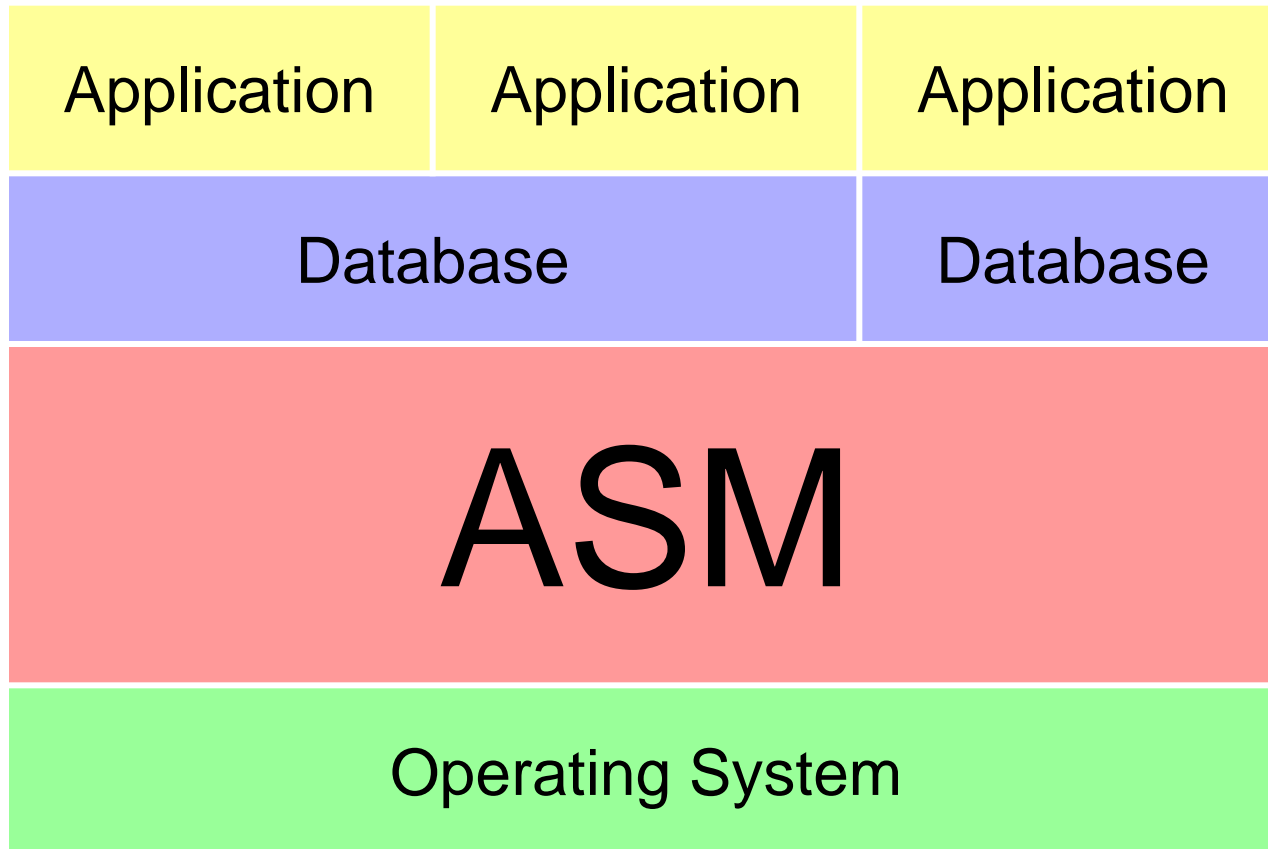 Application Application Application
Database Database
ASM
Operating System